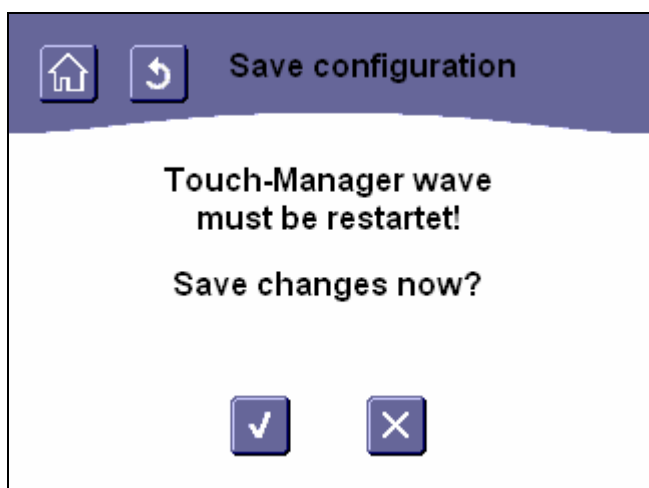 Save configuration
Touch-Manager wave
must be restartet!
Save changes now?